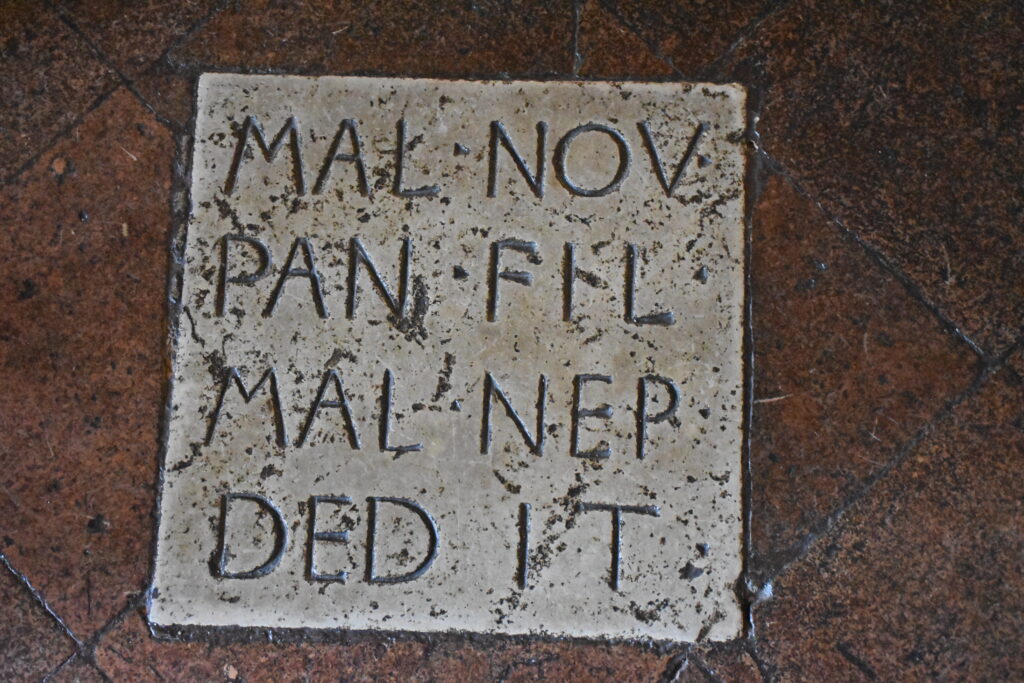 MAL · NOV ·
PAN · FIL ·
MAL · NEP ·
DED IT ·